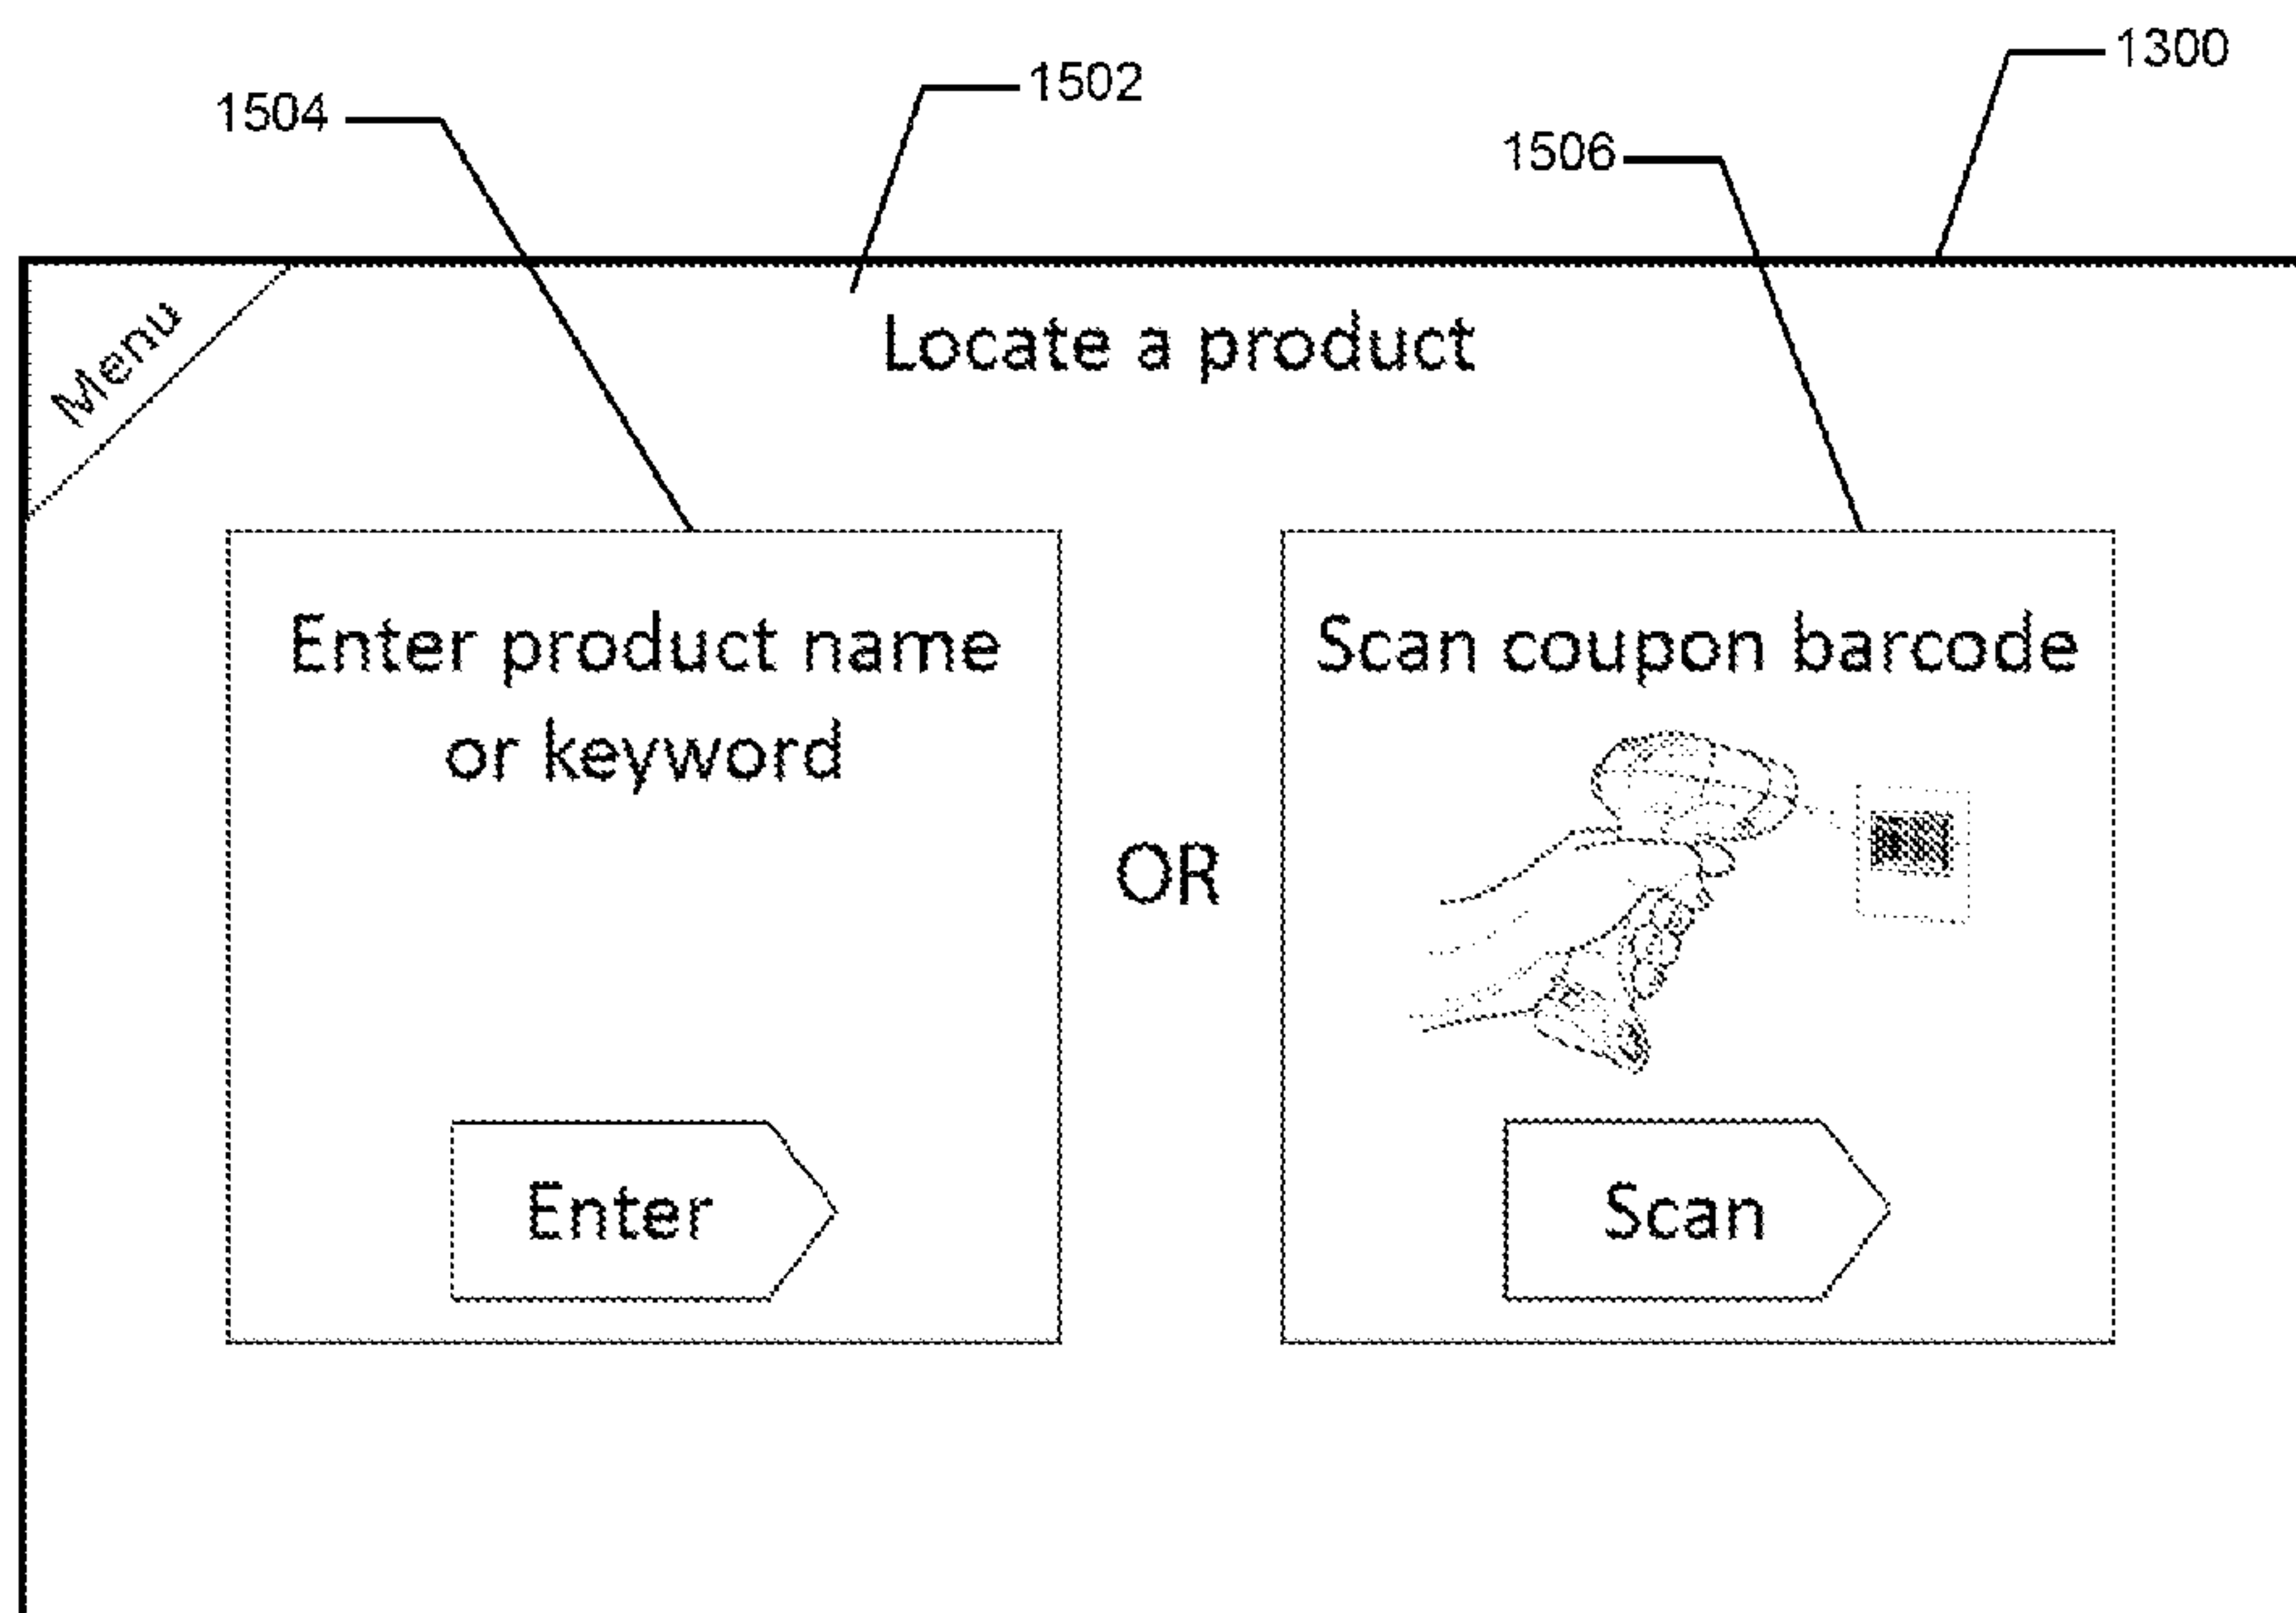 1300
1502
1504
1506
Menu
Locate a product
Enter product name
or keyword
Enter
OR
Scan coupon barcode
Scan